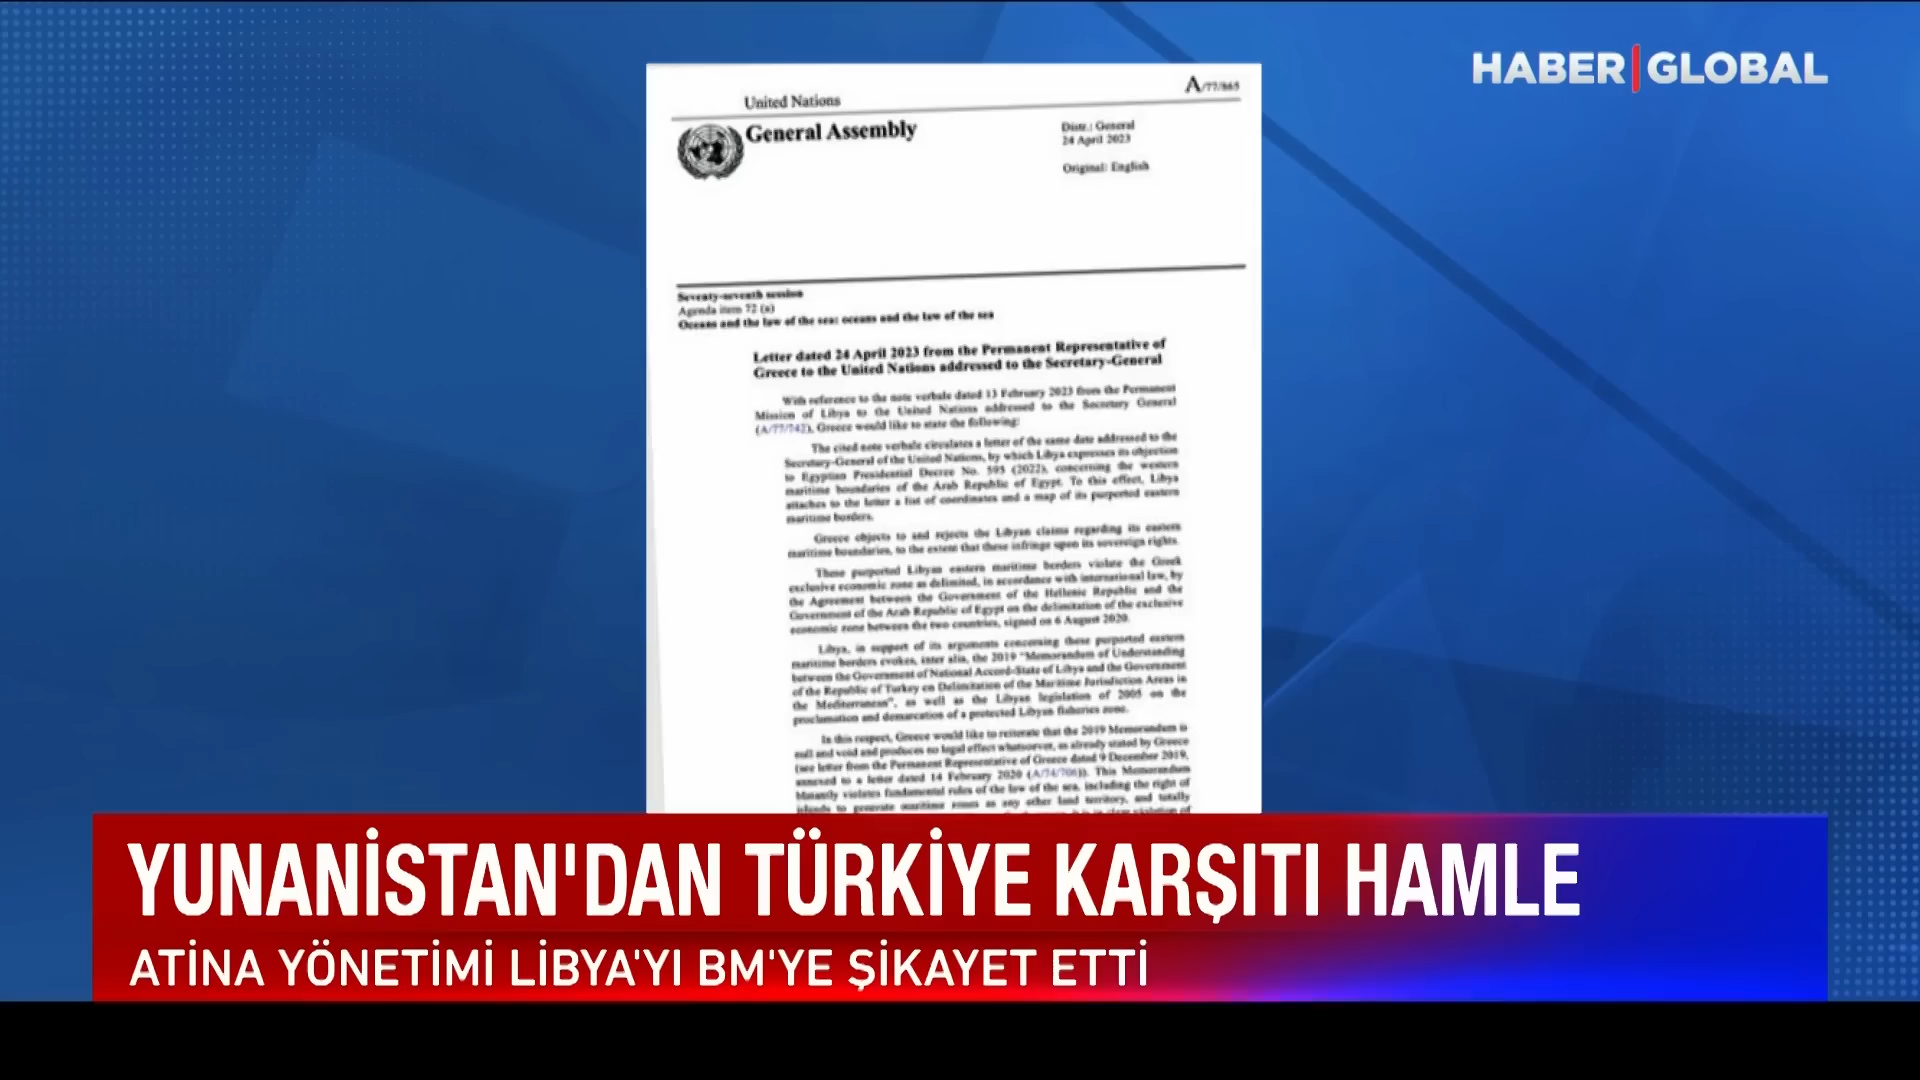 HABER GLOBAL
A/77/865
United Nations
General Assembly
Distr.: General
24 April 2023
Original: English
Seventy-seventh session
Agenda item 72 (a)
Oceans and the law of the sea: oceans and the law of the sea
Letter dated 24 April 2023 from the Permanent Representative of
Greece to the United Nations addressed to the Secretary-General
With reference to the note verbale dated 13 February 2023 from the Permanent
Mission of Libya to the United Nations addressed to the Secretary General
(A/77/742), Greece would like to state the following:
The cited note verbale circulates a letter of the same date addressed to the
Secretary-General of the United Nations, by which Libya expresses its objection
to Egyptian Presidential Decree No. 595 (2022), concerning the western
maritime boundaries of the Arab Republic of Egypt. To this effect, Libya
attaches to the letter a list of coordinates and a map of its purported eastern
maritime borders.
Greece objects to and rejects the Libyan claims regarding its eastern
maritime boundaries, to the extent that these infringe upon its sovereign rights.
These purported Libyan eastern maritime borders violate the Greek
exclusive economic zone as delimited, in accordance with international law, by
the Agreement between the Government of the Hellenic Republic and the
Government of the Arab Republic of Egypt on the delimitation of the exclusive
economic zone between the two countries, signed on 6 August 2020.
Libya, in support of its arguments concerning these purported eastern
maritime borders evokes, inter alia, the 2019 "Memorandum of Understanding
between the Government of National Accord-State of Libya and the Government
of the Republic of Turkey on Delimitation of the Maritime Jurisdiction Areas in
the Mediterranean", as well as the Libyan legislation of 2005 on the
proclamation and demarcation of a protected Libyan fisheries zone.
In this respect, Greece would like to reiterate that the 2019 Memorandum is
null and void and produces no legal effect whatsoever, as already stated by Greece
(see letter from the Permanent Representative of Greece dated 9 December 2019,
annexed to a letter dated 14 February 2020 (A/74/706)). This Memorandum
blatantly violates fundamental rules of the law of the sea, including the right of
islands to generate maritime zones as any other land territory, and totally
YUNANİSTAN'DAN TÜRKİYE KARŞITI HAMLE
ATİNA YÖNETİMİ LİBYA'YI BM'YE ŞİKAYET ETTİ